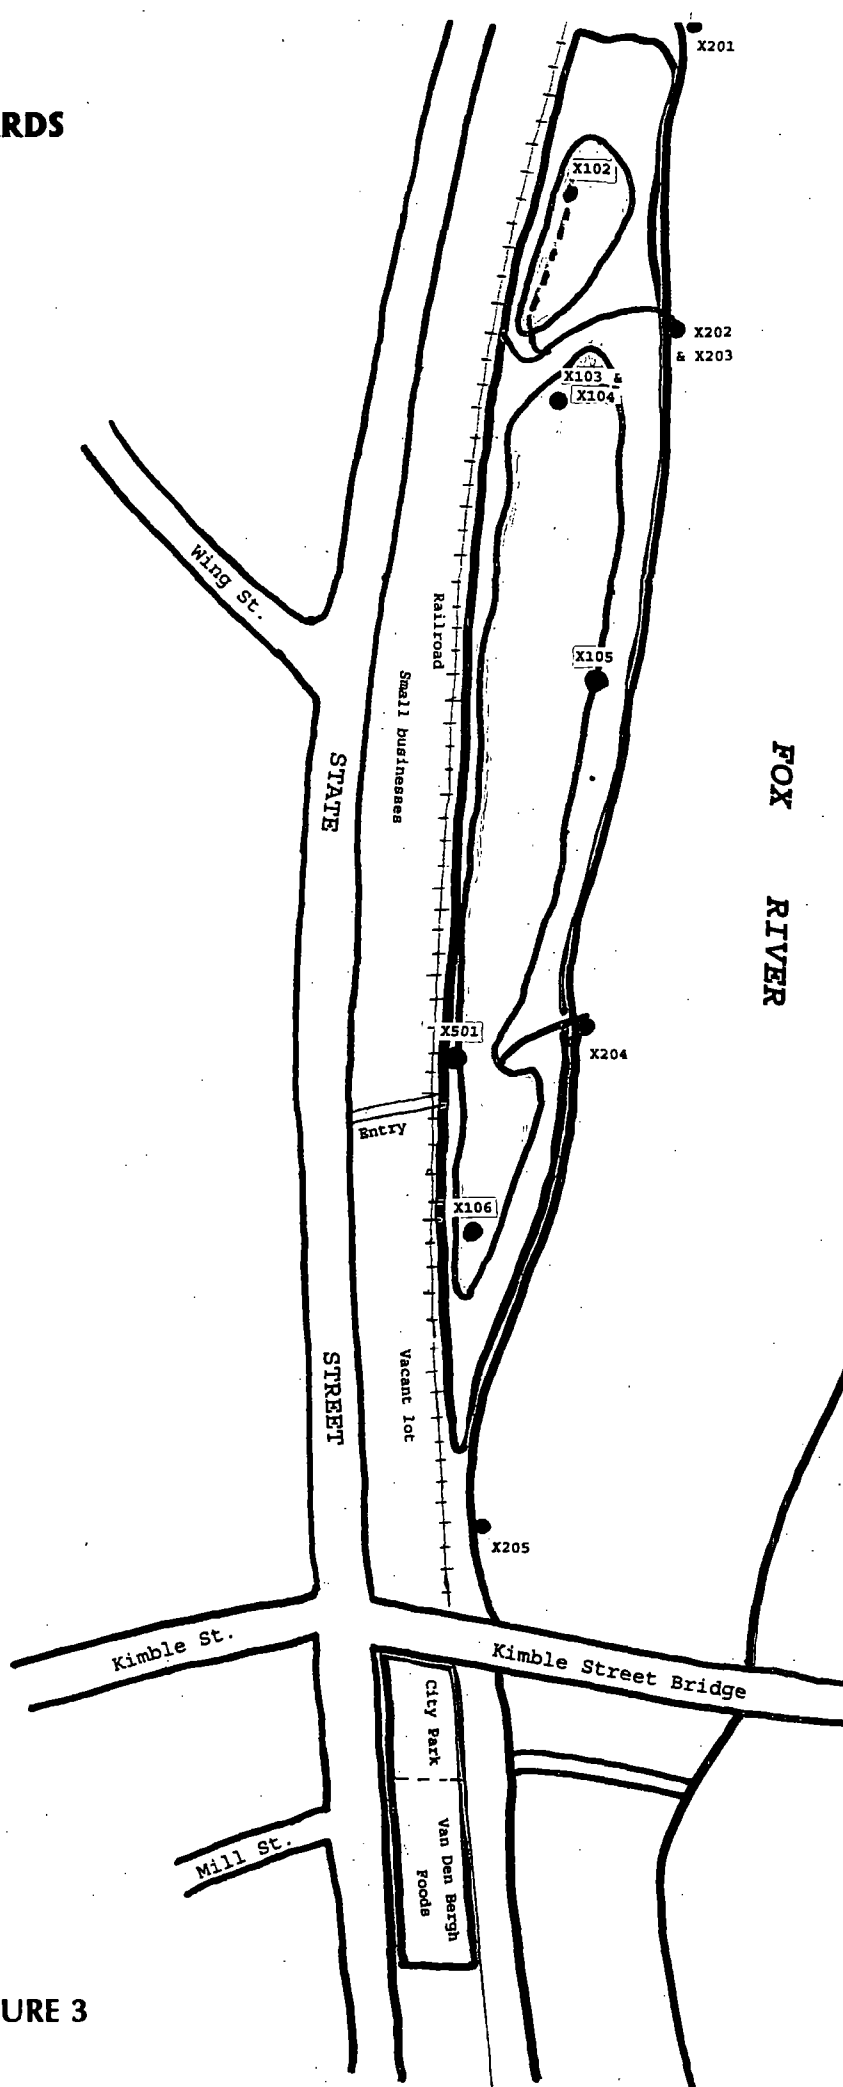 X201
RDS
X102
X202
& X203
X103 &
X104
Wing St.
Railroad
X105
Small businesses
STATE
FOX RIVER
X501
X204
Entry
X106
Vacant lot
STREET
X205
Kimble St.
Kimble Street Bridge
City Park
Mill St.
Van Den Bergh
Foods
URE 3